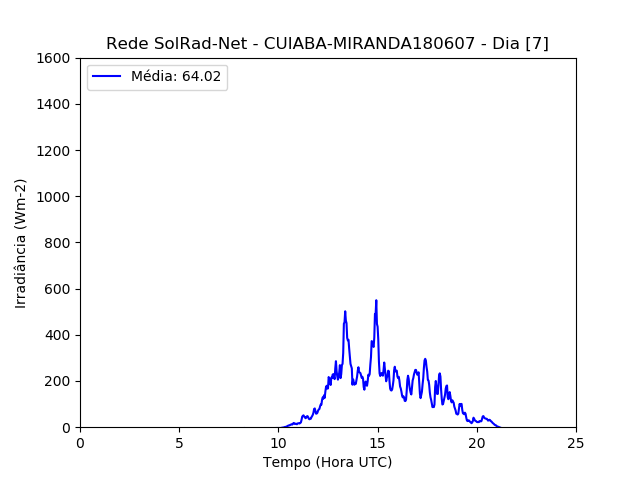 Rede SolRad-Net - CUIABA-MIRANDA180607 - Dia [7]
Média: 64.02
1600
1400
1200
1000
800
600
400
200
0
Irradiância (Wm-2)
0 5 10 15 20 25
Tempo (Hora UTC)